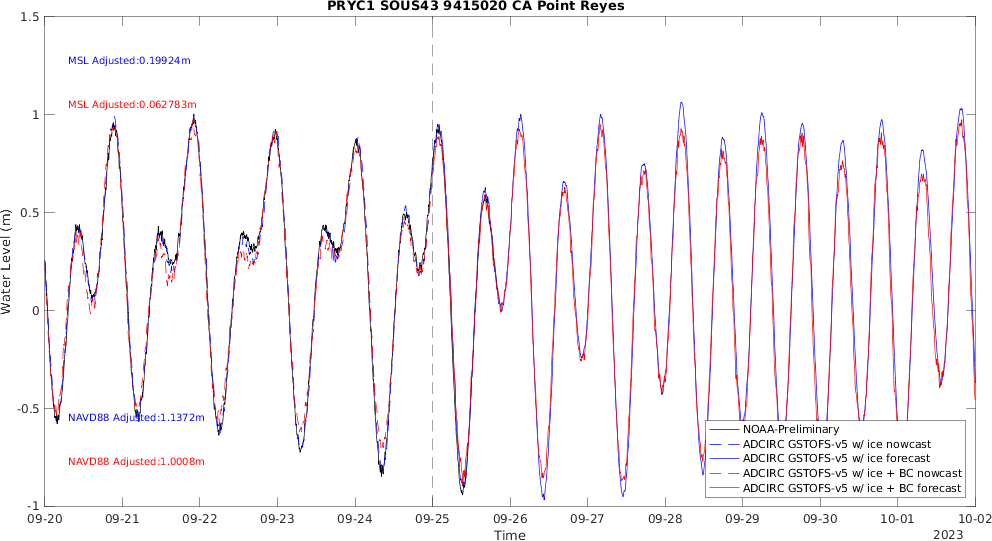 PRYC1 SOUS43 9415020 CA Point Reyes
1.5
MSL Adjusted:0.19924m
MSL Adjusted:0.062783m
1
0.5
Water Level (m)
0
-0.5
NAVD88 Adjusted:1.1372m
NAVD88 Adjusted:1.0008m
NOAA-Preliminary
ADCIRC GSTOFS-v5 w/ ice nowcast
ADCIRC GSTOFS-v5 w/ ice forecast
ADCIRC GSTOFS-v5 w/ ice + BC nowcast
ADCIRC GSTOFS-v5 w/ ice + BC forecast
-1
09-20 09-21 09-22 09-23 09-24 09-25 09-26 09-27 09-28 09-29 09-30 10-01 10-02
Time
2023